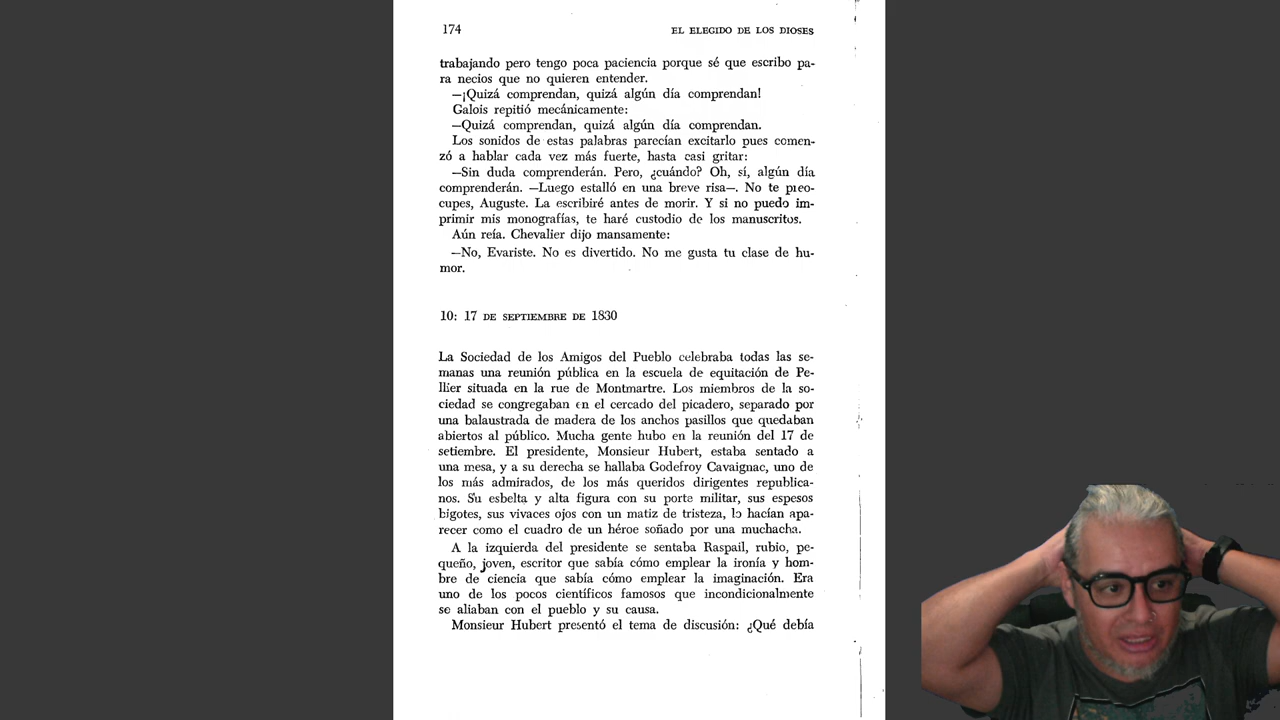 174
EL ELEGIDO DE LOS DIOSES
trabajando pero tengo poca paciencia porque sé que escribo pa-
ra necios que no quieren entender.
—¡Quizá comprendan, quizá algún día comprendan!
Galois repitió mecánicamente:
—Quizá comprendan, quizá algún día comprendan.
Los sonidos de estas palabras parecían excitarlo pues comen-
zó a hablar cada vez más fuerte, hasta casi gritar:
—Sin duda comprenderán. Pero, ¿cuándo? Oh, sí, algún día
comprenderán. —Luego estalló en una breve risa—. No te preo-
cupes, Auguste. La escribiré antes de morir. Y si no puedo im-
primir mis monografías, te haré custodio de los manuscritos.
Aún reía. Chevalier dijo mansamente:
—No, Evariste. No es divertido. No me gusta tu clase de hu-
mor.
10: 17 DE SEPTIEMBRE DE 1830
La Sociedad de los Amigos del Pueblo celebraba todas las se-
manas una reunión pública en la escuela de equitación de Pe-
llier situada en la rue de Montmartre. Los miembros de la so-
ciedad se congregaban en el cercado del picadero, separado por
una balaustrada de madera de los anchos pasillos que quedaban
abiertos al público. Mucha gente hubo en la reunión del 17 de
setiembre. El presidente, Monsieur Hubert, estaba sentado a
una mesa, y a su derecha se hallaba Godefroy Cavaignac, uno de
los más admirados, de los más queridos dirigentes republica-
nos. Su esbelta y alta figura con su porte militar, sus espesos
bigotes, sus vivaces ojos con un matiz de tristeza, lo hacían apa-
recer como el cuadro de un héroe soñado por una muchacha.
A la izquierda del presidente se sentaba Raspail, rubio, pe-
queño, joven, escritor que sabía cómo emplear la ironía y hom-
bre de ciencia que sabía cómo emplear la imaginación. Era
uno de los pocos científicos famosos que incondicionalmente
se aliaban con el pueblo y su causa.
Monsieur Hubert presentó el tema de discusión: ¿Qué debía